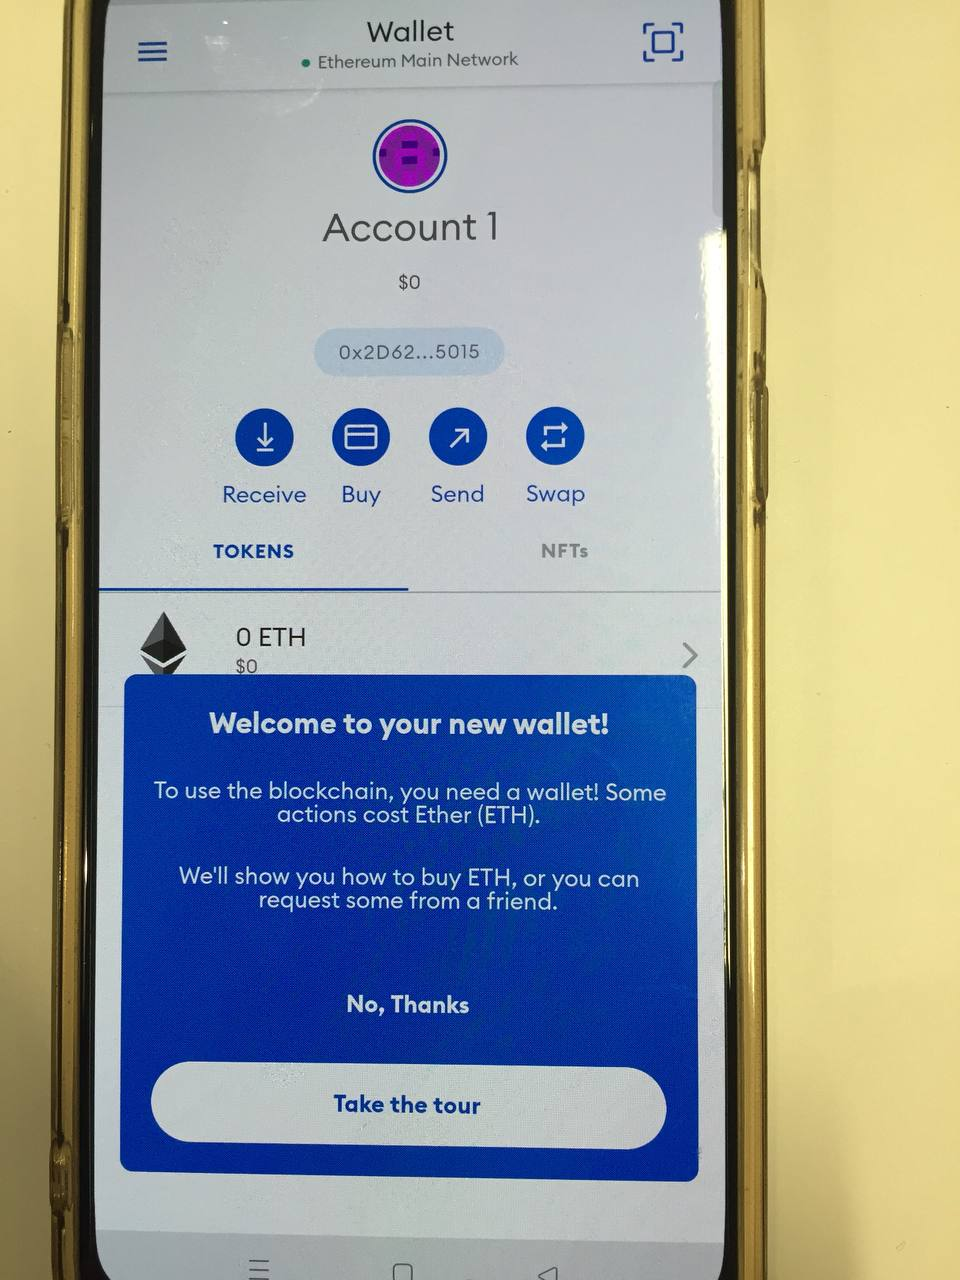 Wallet
Ethereum Main Network
Account 1
$0
0x2D62...5015
Receive Buy Send Swap
TOKENS NFTs
0 ETH
$0
Welcome to your new wallet!
To use the blockchain, you need a wallet! Some
actions cost Ether (ETH).
We'll show you how to buy ETH, or you can
request some from a friend.
No, Thanks
Take the tour